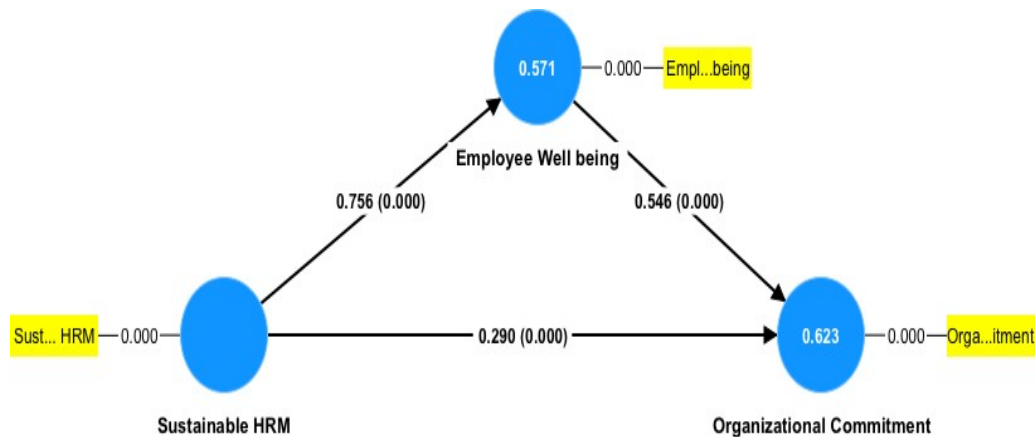 0.571
0.000
Empl...being
Employee Well being
0.756 (0.000)
0.546 (0.000)
Sust... HRM
0.000
0.290 (0.000)
0.623
0.000
Orga...itment
Sustainable HRM
Organizational Commitment